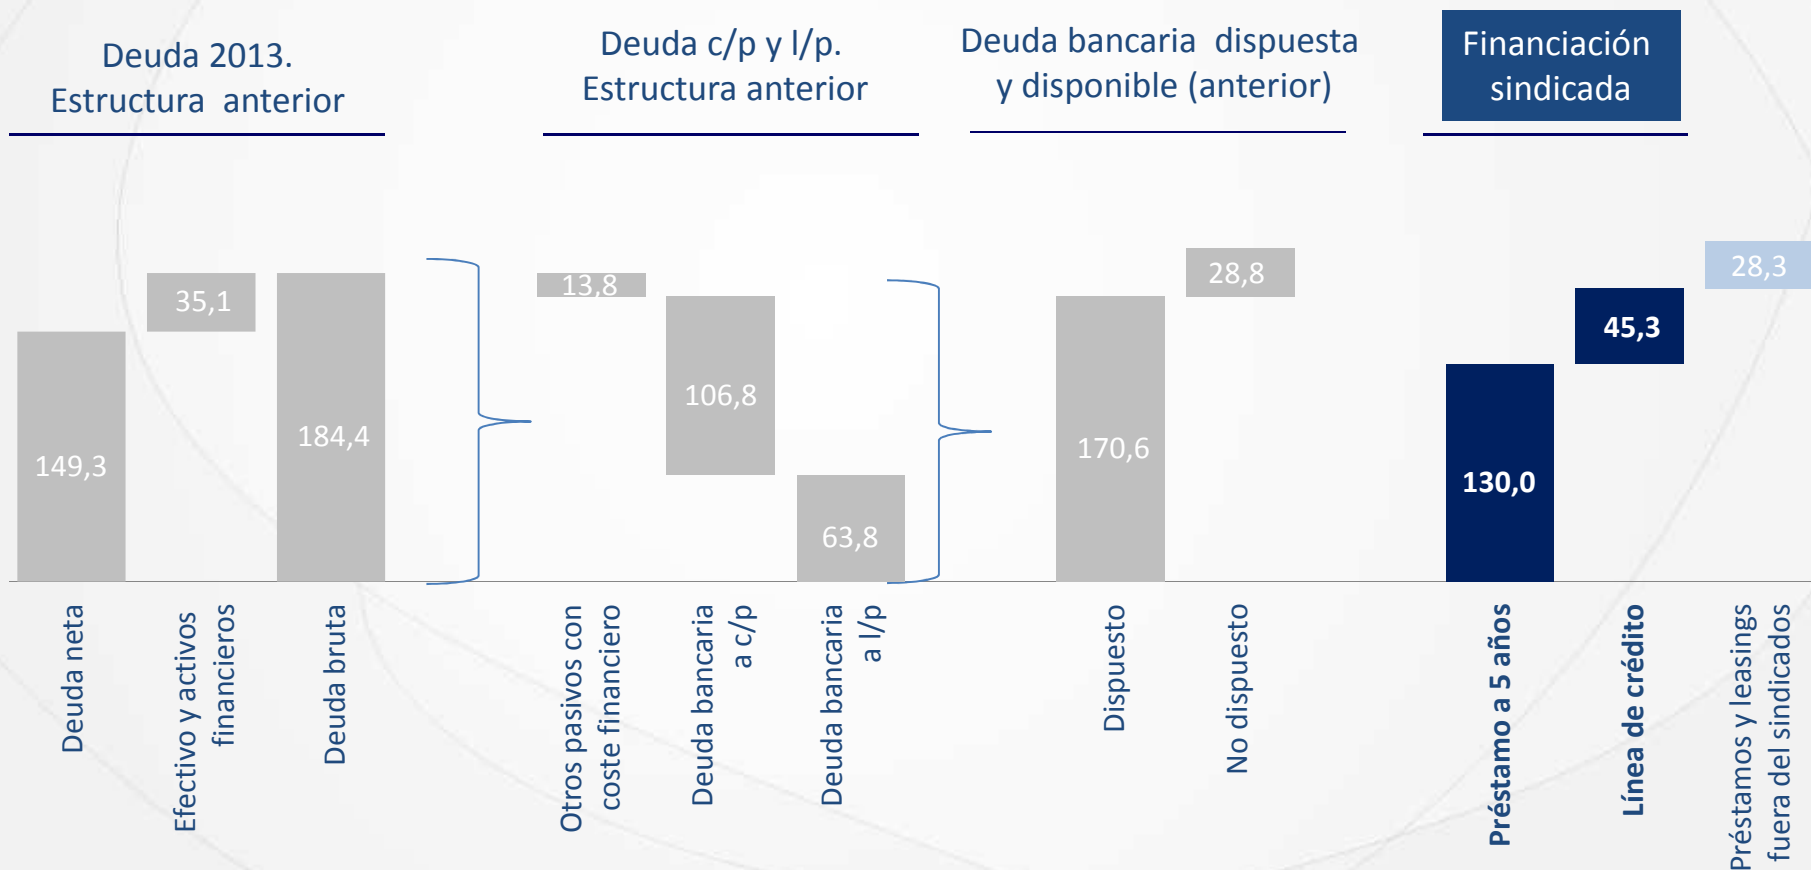 Deuda 2013.
Estructura anterior
Deuda c/p y l/p.
Estructura anterior
Deuda bancaria dispuesta
y disponible (anterior)
Financiación
sindicada
149,3
35,1
184,4
13,8
106,8
63,8
170,6
28,8
130,0
45,3
28,3
Deuda neta
Efectivo y activos
financieros
Deuda bruta
Otros pasivos con
coste financiero
Deuda bancaria
a c/p
Deuda bancaria
a l/p
Dispuesto
No dispuesto
Préstamo a 5 años
Línea de crédito
Préstamos y leasings
fuera del sindicados